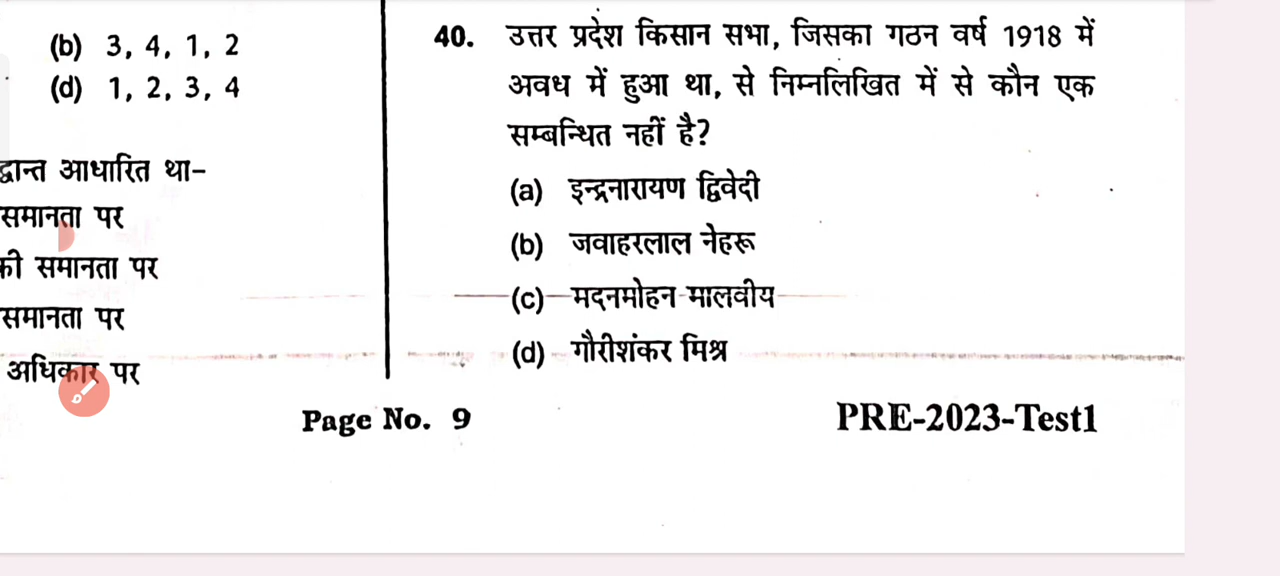 (b) 3, 4, 1, 2
(d) 1, 2, 3, 4
द्धान्त आधारित था-
समानता पर
की समानता पर
समानता पर
अधिकार पर
40. उत्तर प्रदेश किसान सभा, जिसका गठन वर्ष 1918 में
अवध में हुआ था, से निम्नलिखित में से कौन एक
सम्बन्धित नहीं है?
(a) इन्द्रनारायण द्विवेदी
(b) जवाहरलाल नेहरू
(c) मदनमोहन मालवीय
(d) गौरीशंकर मिश्र
Page No. 9
PRE-2023-Test1